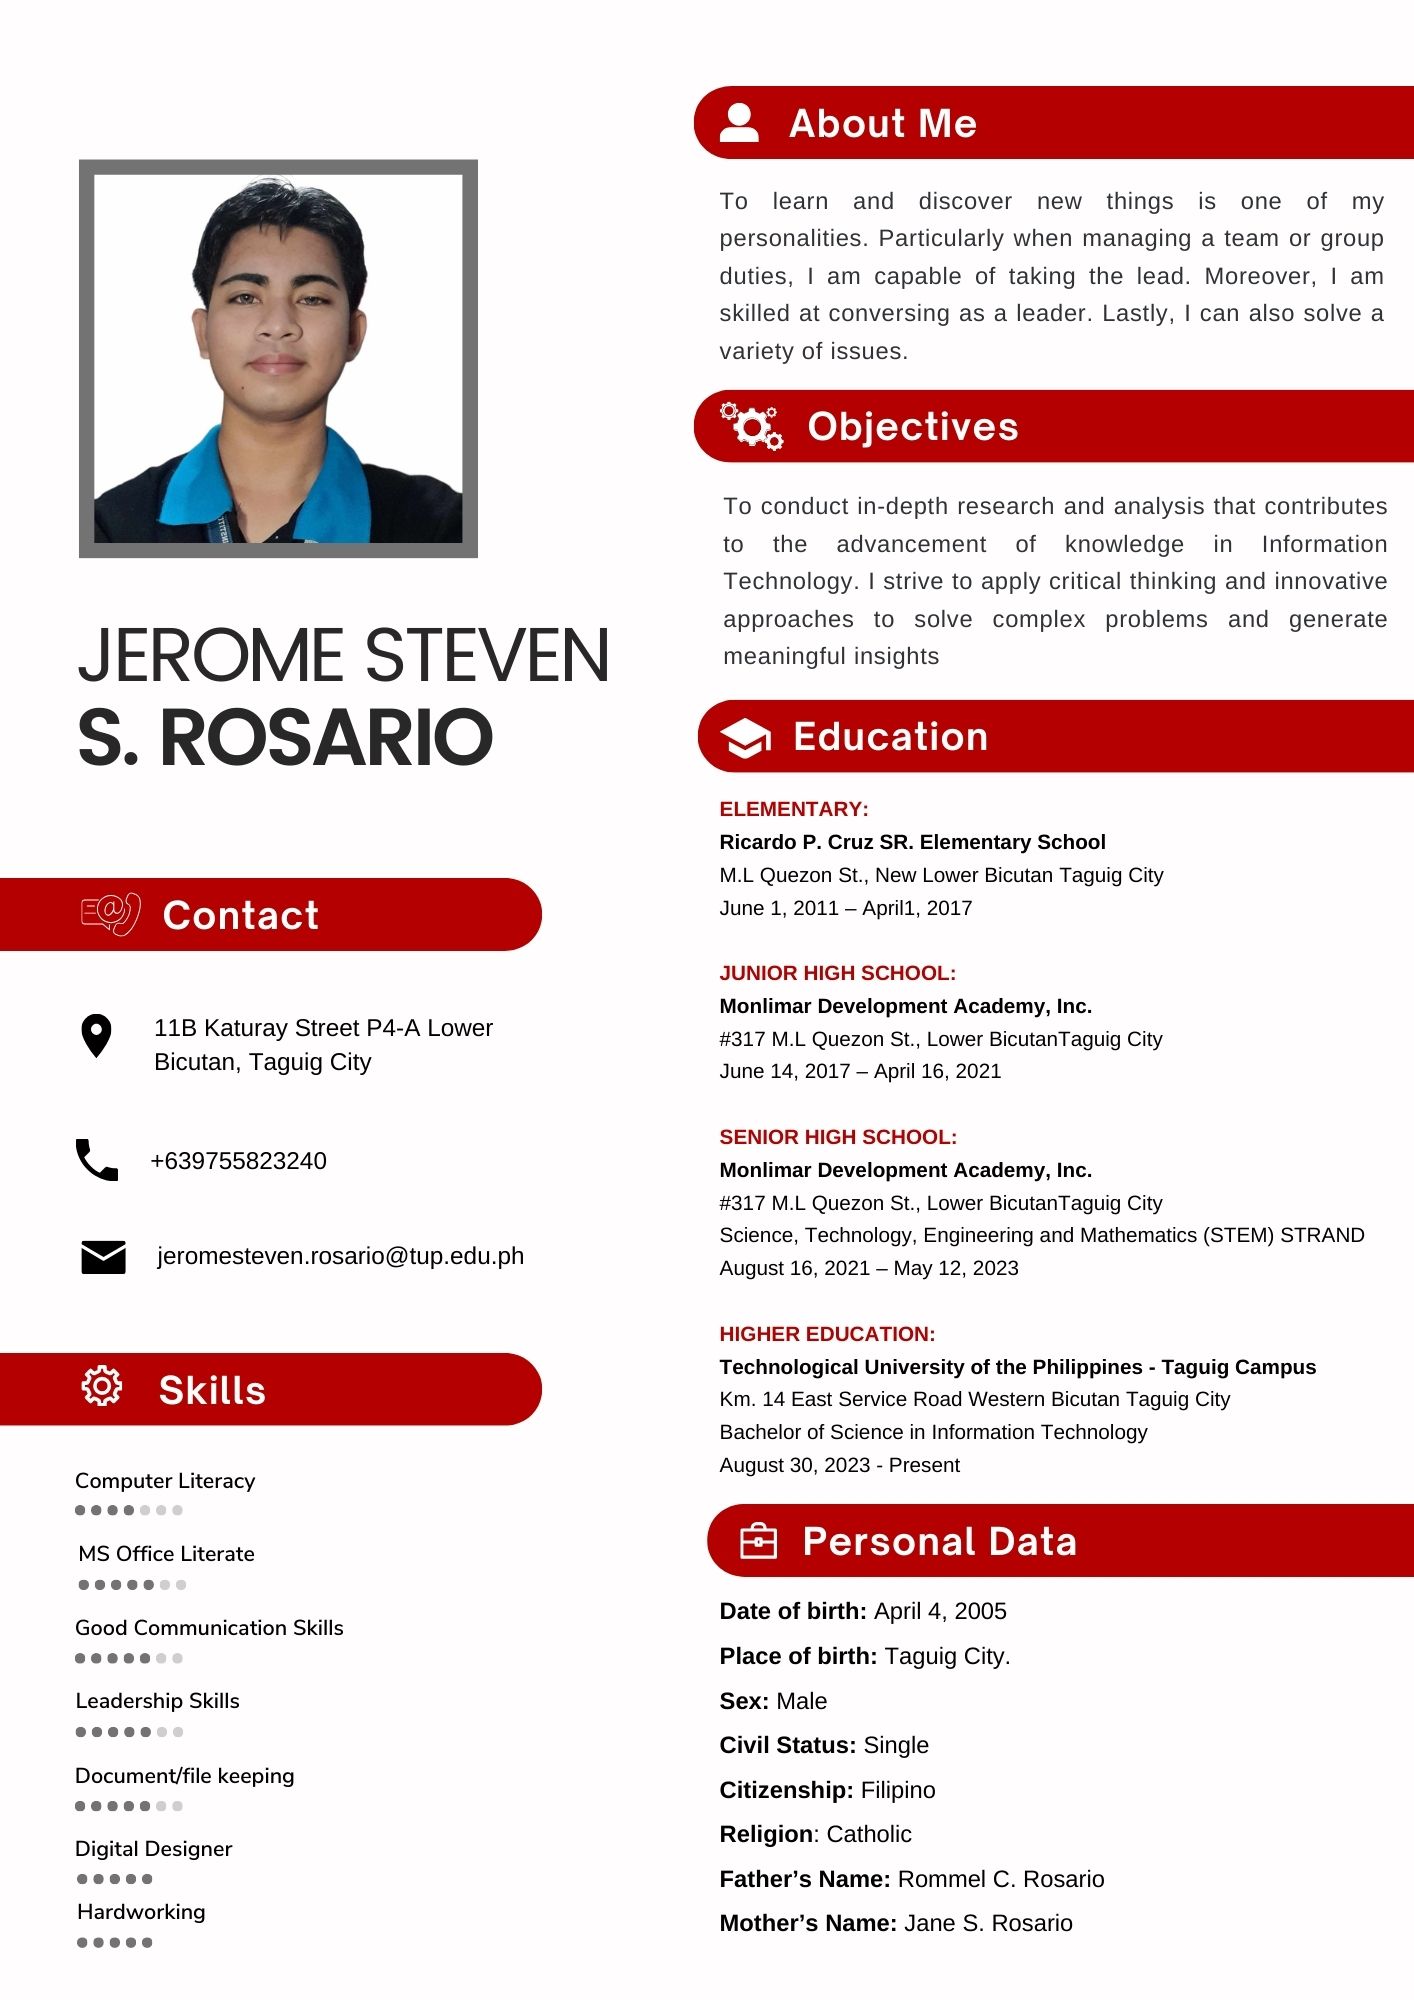 JEROME STEVEN
S. ROSARIO
Contact
11B Katuray Street P4-A Lower
Bicutan, Taguig City
+639755823240
jeromesteven.rosario@tup.edu.ph
Skills
Computer Literacy
MS Office Literate
Good Communication Skills
Leadership Skills
Document/file keeping
Digital Designer
Hardworking
About Me
To learn and discover new things is one of my
personalities. Particularly when managing a team or group
duties, I am capable of taking the lead. Moreover, I am
skilled at conversing as a leader. Lastly, I can also solve a
variety of issues.
Objectives
To conduct in-depth research and analysis that contributes
to the advancement of knowledge in Information
Technology. I strive to apply critical thinking and innovative
approaches to solve complex problems and generate
meaningful insights
Education
ELEMENTARY:
Ricardo P. Cruz SR. Elementary School
M.L Quezon St., New Lower Bicutan Taguig City
June 1, 2011 – April1, 2017
JUNIOR HIGH SCHOOL:
Monlimar Development Academy, Inc.
#317 M.L Quezon St., Lower BicutanTaguig City
June 14, 2017 – April 16, 2021
SENIOR HIGH SCHOOL:
Monlimar Development Academy, Inc.
#317 M.L Quezon St., Lower BicutanTaguig City
Science, Technology, Engineering and Mathematics (STEM) STRAND
August 16, 2021 – May 12, 2023
HIGHER EDUCATION:
Technological University of the Philippines - Taguig Campus
Km. 14 East Service Road Western Bicutan Taguig City
Bachelor of Science in Information Technology
August 30, 2023 - Present
Personal Data
Date of birth: April 4, 2005
Place of birth: Taguig City.
Sex: Male
Civil Status: Single
Citizenship: Filipino
Religion: Catholic
Father’s Name: Rommel C. Rosario
Mother’s Name: Jane S. Rosario